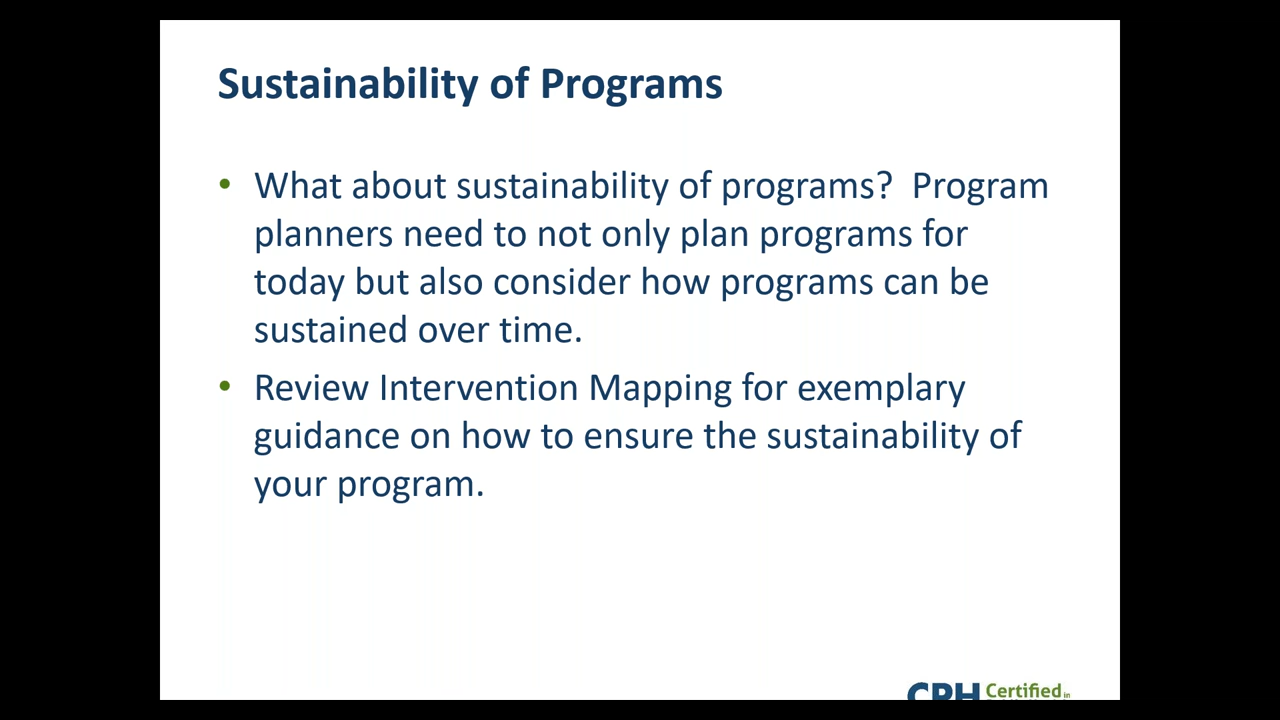 Sustainability of Programs
• What about sustainability of programs?  Program
planners need to not only plan programs for
today but also consider how programs can be
sustained over time.
• Review Intervention Mapping for exemplary
guidance on how to ensure the sustainability of
your program.
CPH Certified in